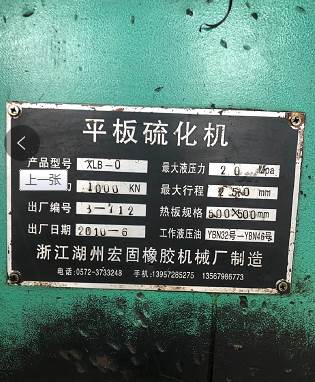 平板硫化机
产品型号 XLB-0 最大液压力 20 Mpa
上一张 1000 KN 最大行程 250 mm
出厂编号 3-712 热板规格 500×500mm
出厂日期 2010-6 工作液压油 YBN32号-YBN46号
浙江湖州宏固橡胶机械厂制造
电话:0572-3733248 手机:13957285275 13567986773